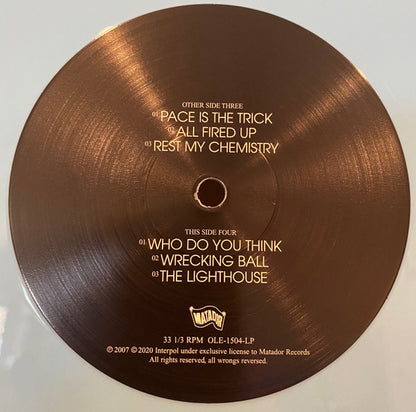 OTHER SIDE THREE
01 PACE IS THE TRICK
02 ALL FIRED UP
03 REST MY CHEMISTRY
THIS SIDE FOUR
01 WHO DO YOU THINK
02 WRECKING BALL
03 THE LIGHTHOUSE
MATADOR
33 1/3 RPM OLE-1504-LP
℗ 2007 © 2020 Interpol under exclusive license to Matador Records
All rights reserved, all wrongs reversed.